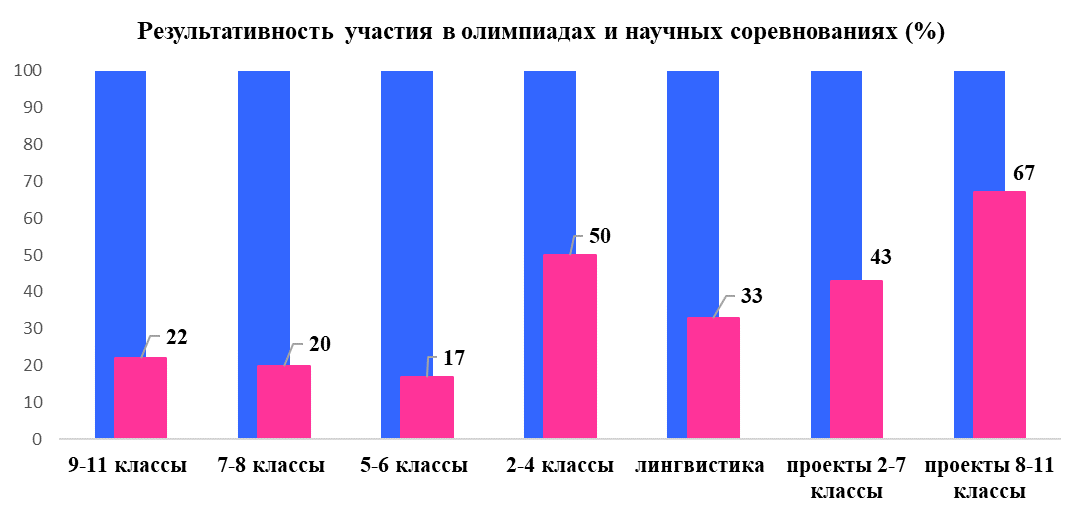 Результативность участия в олимпиадах и научных соревнованиях (%)
100
90
80
70
60
50
40
30
20
10
0
22
20
17
50
33
43
67
9-11 классы
7-8 классы
5-6 классы
2-4 классы
лингвистика
проекты 2-7
классы
проекты 8-11
классы